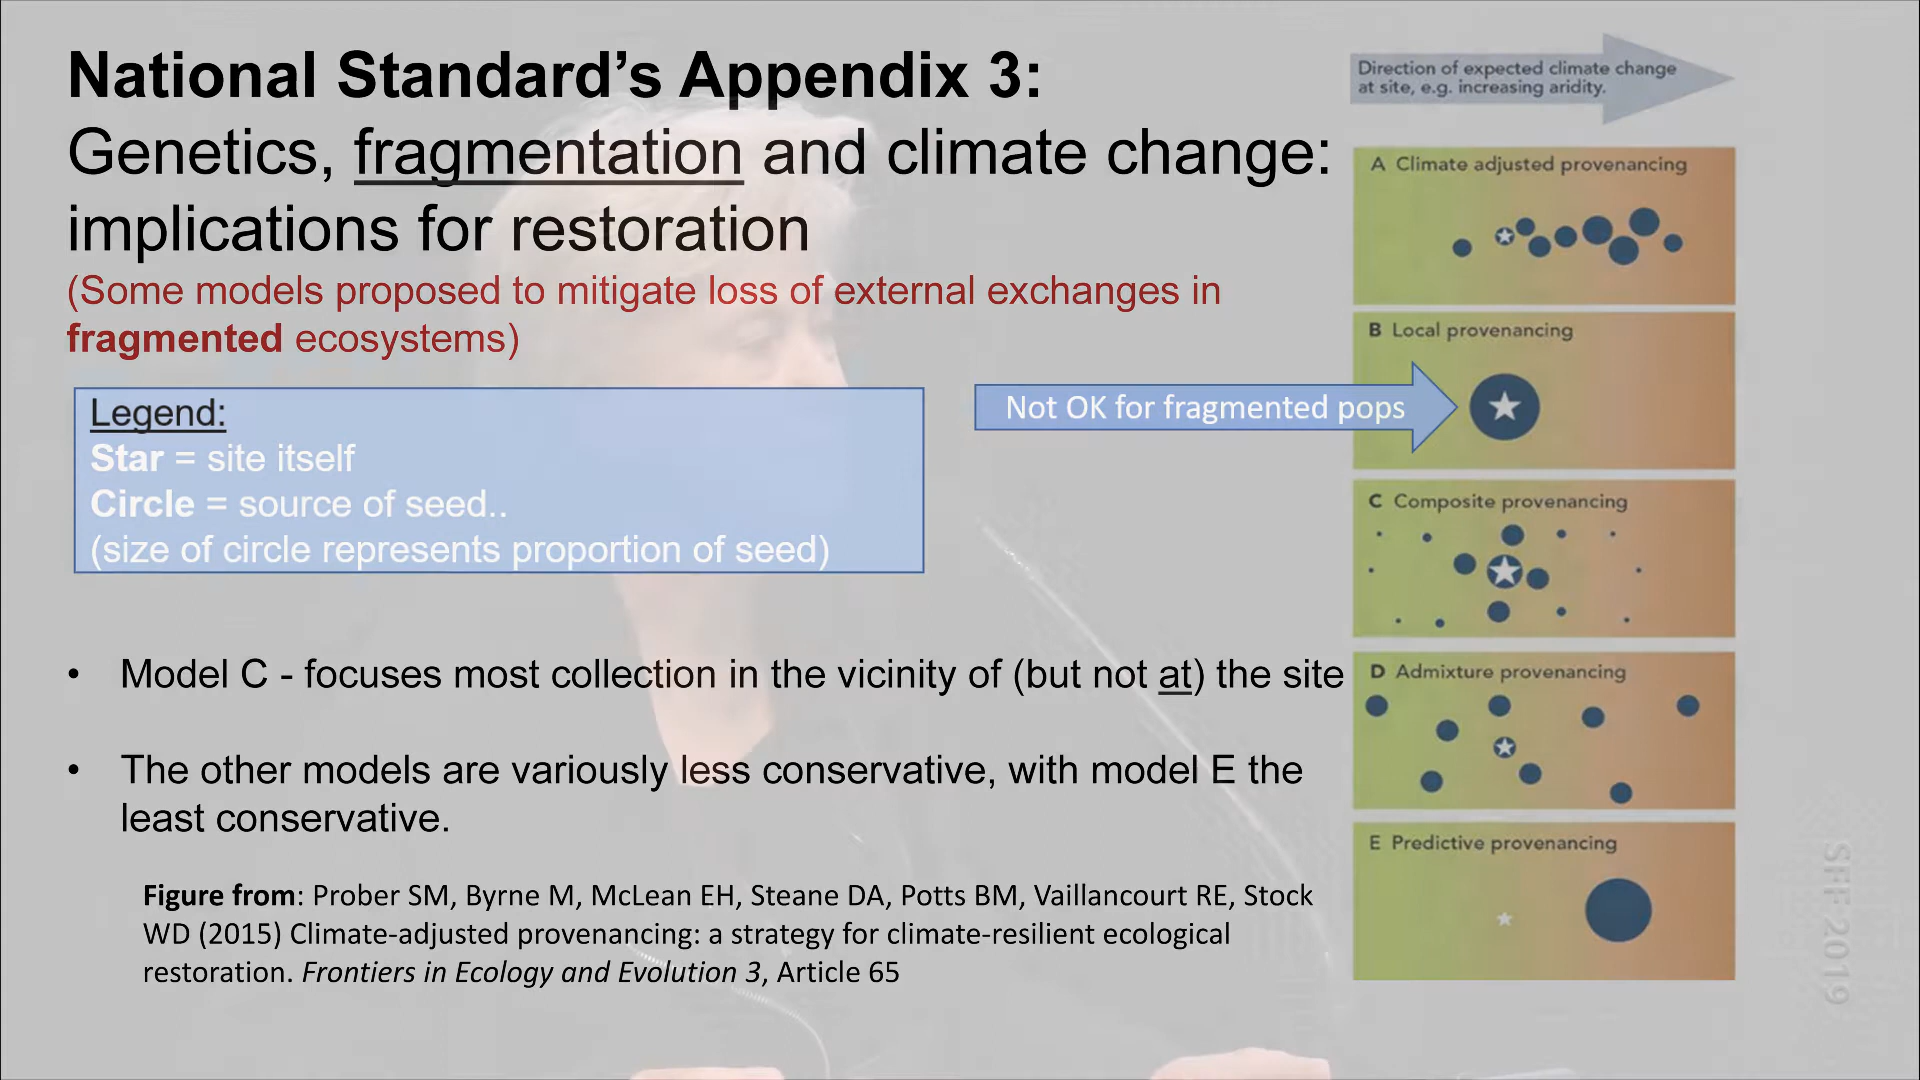 National Standard’s Appendix 3:
Genetics, fragmentation and climate change:
implications for restoration
(Some models proposed to mitigate loss of external exchanges in
fragmented ecosystems)
Legend:
Star = site itself
Circle = source of seed..
(size of circle represents proportion of seed)
Not OK for fragmented pops
• Model C - focuses most collection in the vicinity of (but not at) the site
• The other models are variously less conservative, with model E the
least conservative.
Figure from: Prober SM, Byrne M, McLean EH, Steane DA, Potts BM, Vaillancourt RE, Stock
WD (2015) Climate-adjusted provenancing: a strategy for climate-resilient ecological
restoration. Frontiers in Ecology and Evolution 3, Article 65
Direction of expected climate change
at site, e.g. increasing aridity.
A Climate adjusted provenancing
B Local provenancing
C Composite provenancing
D Admixture provenancing
E Predictive provenancing
SFF2019